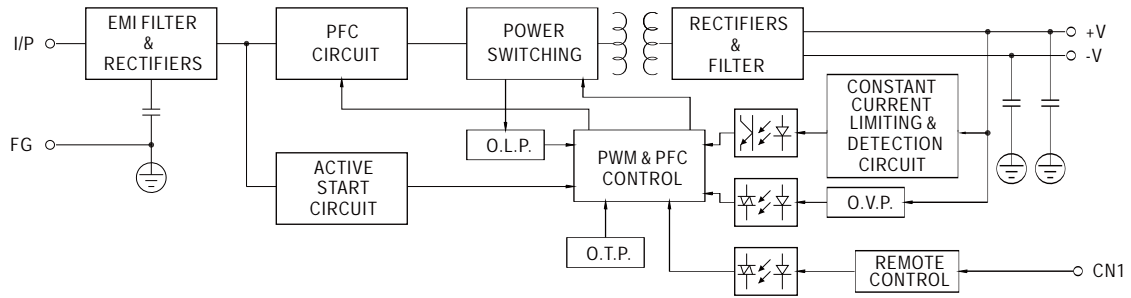 I/P
EMI FILTER
&
RECTIFIERS
PFC
CIRCUIT
POWER
SWITCHING
RECTIFIERS
&
FILTER
+V
-V
FG
O.L.P.
ACTIVE
START
CIRCUIT
PWM & PFC
CONTROL
O.T.P.
CONSTANT
CURRENT
LIMITING &
DETECTION
CIRCUIT
O.V.P.
REMOTE
CONTROL
CN1